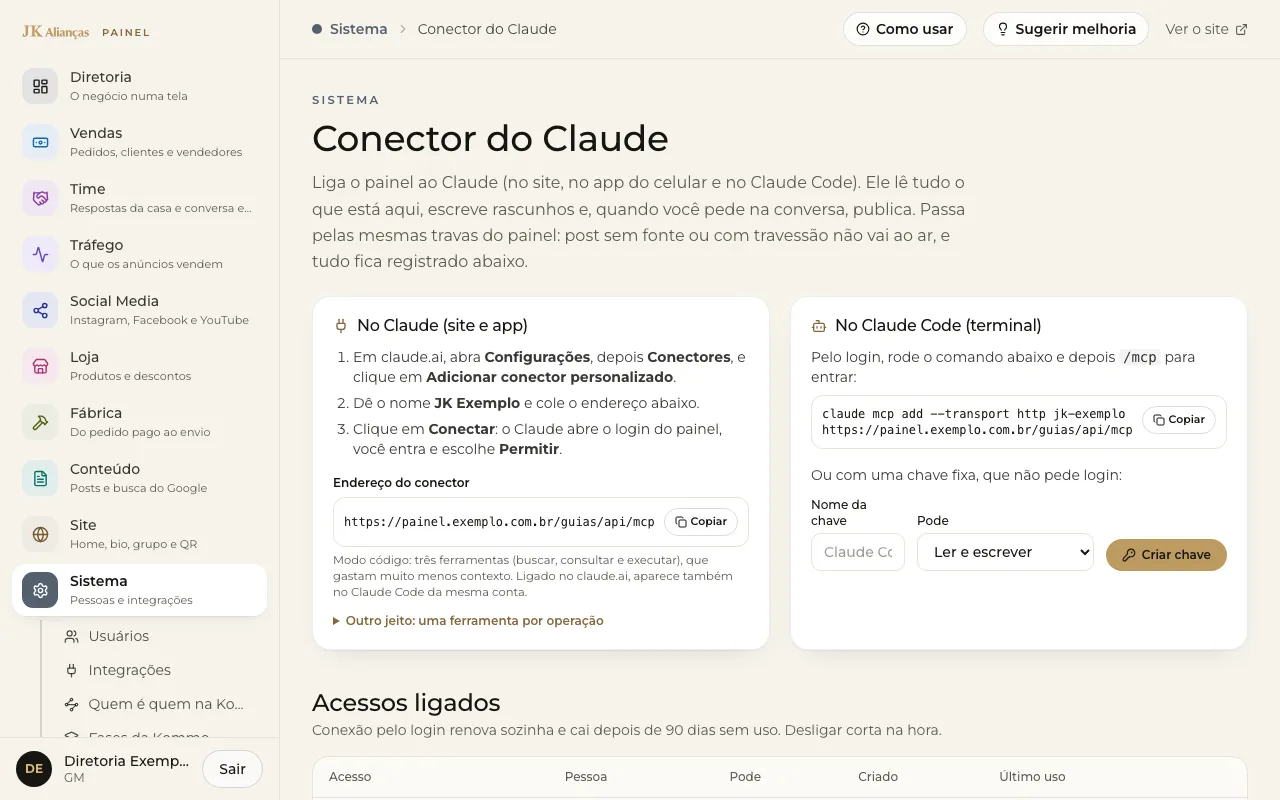 JK Alianças PAINEL
Diretoria
O negócio numa tela
Vendas
Pedidos, clientes e vendedores
Time
Respostas da casa e conversa e...
Tráfego
O que os anúncios vendem
Social Media
Instagram, Facebook e YouTube
Loja
Produtos e descontos
Fábrica
Do pedido pago ao envio
Conteúdo
Posts e busca do Google
Site
Home, bio, grupo e QR
Sistema
Pessoas e integrações
Usuários
Integrações
Quem é quem na Ko...
Fases da Kommo
DE
Diretoria Exemp...
GM
Sair
Sistema
Conector do Claude
Como usar
Sugerir melhoria
Ver o site
SISTEMA
Conector do Claude
Liga o painel ao Claude (no site, no app do celular e no Claude Code). Ele lê tudo o
que está aqui, escreve rascunhos e, quando você pede na conversa, publica. Passa
pelas mesmas travas do painel: post sem fonte ou com travessão não vai ao ar, e
tudo fica registrado abaixo.
No Claude (site e app)
1. Em claude.ai, abra Configurações, depois Conectores, e
clique em Adicionar conector personalizado.
2. Dê o nome JK Exemplo e cole o endereço abaixo.
3. Clique em Conectar: o Claude abre o login do painel,
você entra e escolhe Permitir.
Endereço do conector
https://painel.exemplo.com.br/guias/api/mcp
Copiar
Modo código: três ferramentas (buscar, consultar e executar), que
gastam muito menos contexto. Ligado no claude.ai, aparece também
no Claude Code da mesma conta.
Outro jeito: uma ferramenta por operação
No Claude Code (terminal)
Pelo login, rode o comando abaixo e depois /mcp para
entrar:
claude mcp add --transport http jk-exemplo
https://painel.exemplo.com.br/guias/api/mcp
Copiar
Ou com uma chave fixa, que não pede login:
Nome da
chave
Pode
Claude Co
Ler e escrever
Criar chave
Acessos ligados
Conexão pelo login renova sozinha e cai depois de 90 dias sem uso. Desligar corta na hora.
Acesso
Pessoa
Pode
Criado
Último uso